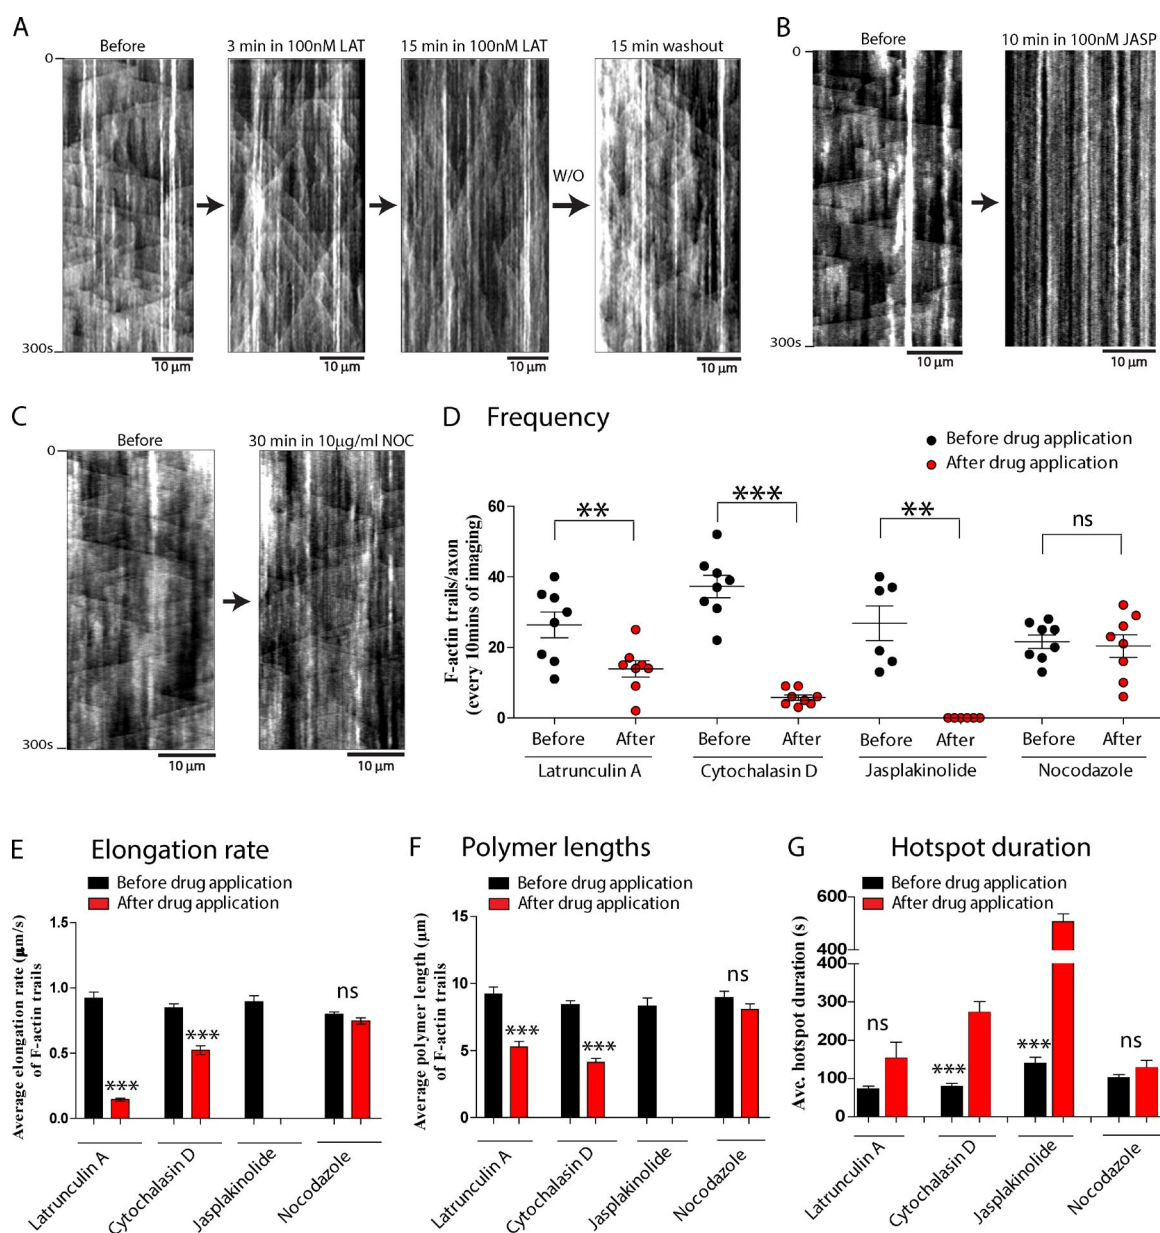 A
Before
3 min in 100nM LAT
15 min in 100nM LAT
15 min washout
0
300s
W/O
10 μm
10 μm
10 μm
10 μm
B
Before
10 min in 100nM JASP
0
300s
10 μm
10 μm
C
Before
30 min in 10μg/ml NOC
0
300s
10 μm
10 μm
D Frequency
Before drug application
After drug application
F-actin trails/axon
(every 10mins of imaging)
60
40
20
0
**
***
**
ns
Before After Before After Before After Before After
Latrunculin A Cytochalasin D Jasplakinolide Nocodazole
E Elongation rate
Before drug application
After drug application
Average elongation rate (μm/s)
of F-actin trails
1.5
1.0
0.5
0.0
***
***
ns
Latrunculin A
Cytochalasin D
Jasplakinolide
Nocodazole
F Polymer lengths
Before drug application
After drug application
Average polymer length (μm)
of F-actin trails
15
10
5
0
***
***
ns
Latrunculin A
Cytochalasin D
Jasplakinolide
Nocodazole
G Hotspot duration
Before drug application
After drug application
Ave. hotspot duration (s)
600
400
400
300
200
100
0
ns
***
***
ns
Latrunculin A
Cytochalasin D
Jasplakinolide
Nocodazole